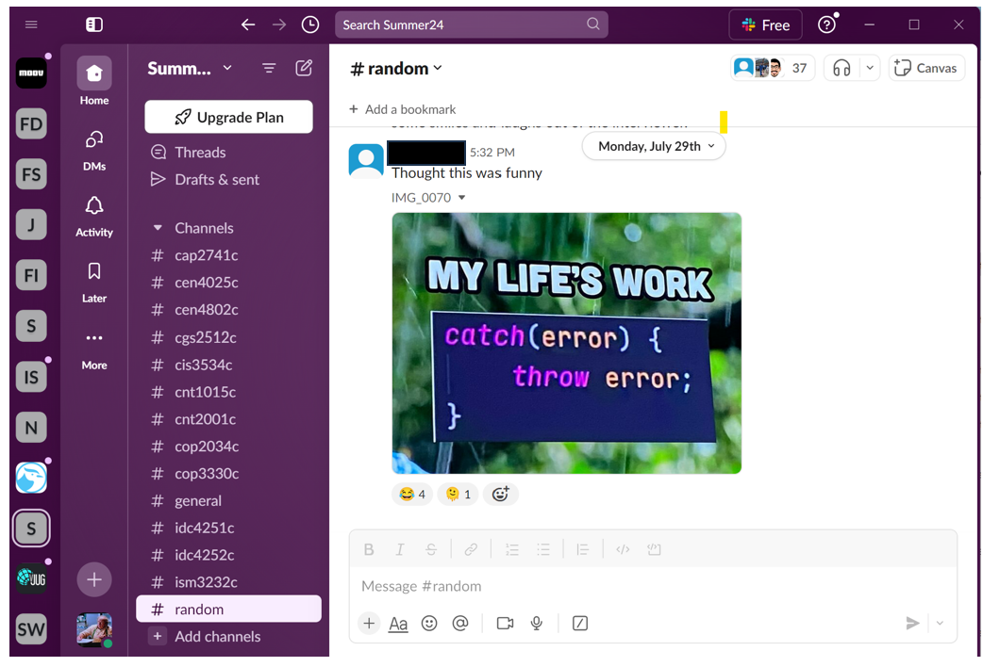 Search Summer24
Free
moov
FD
FS
J
FI
S
IS
N
S
JUG
SW
Home
DMs
Activity
Later
More
Summ...
Upgrade Plan
Threads
Drafts & sent
Channels
# cap2741c
# cen4025c
# cen4802c
# cgs2512c
# cis3534c
# cnt1015c
# cnt2001c
# cop2034c
# cop3330c
# general
# idc4251c
# idc4252c
# ism3232c
# random
+ Add channels
# random
37
Canvas
+ Add a bookmark
Monday, July 29th
5:32 PM
Thought this was funny
IMG_0070
MY LIFE'S WORK
catch(error) {
throw error;
}
4
1
B I S
Message #random
+ Aa @